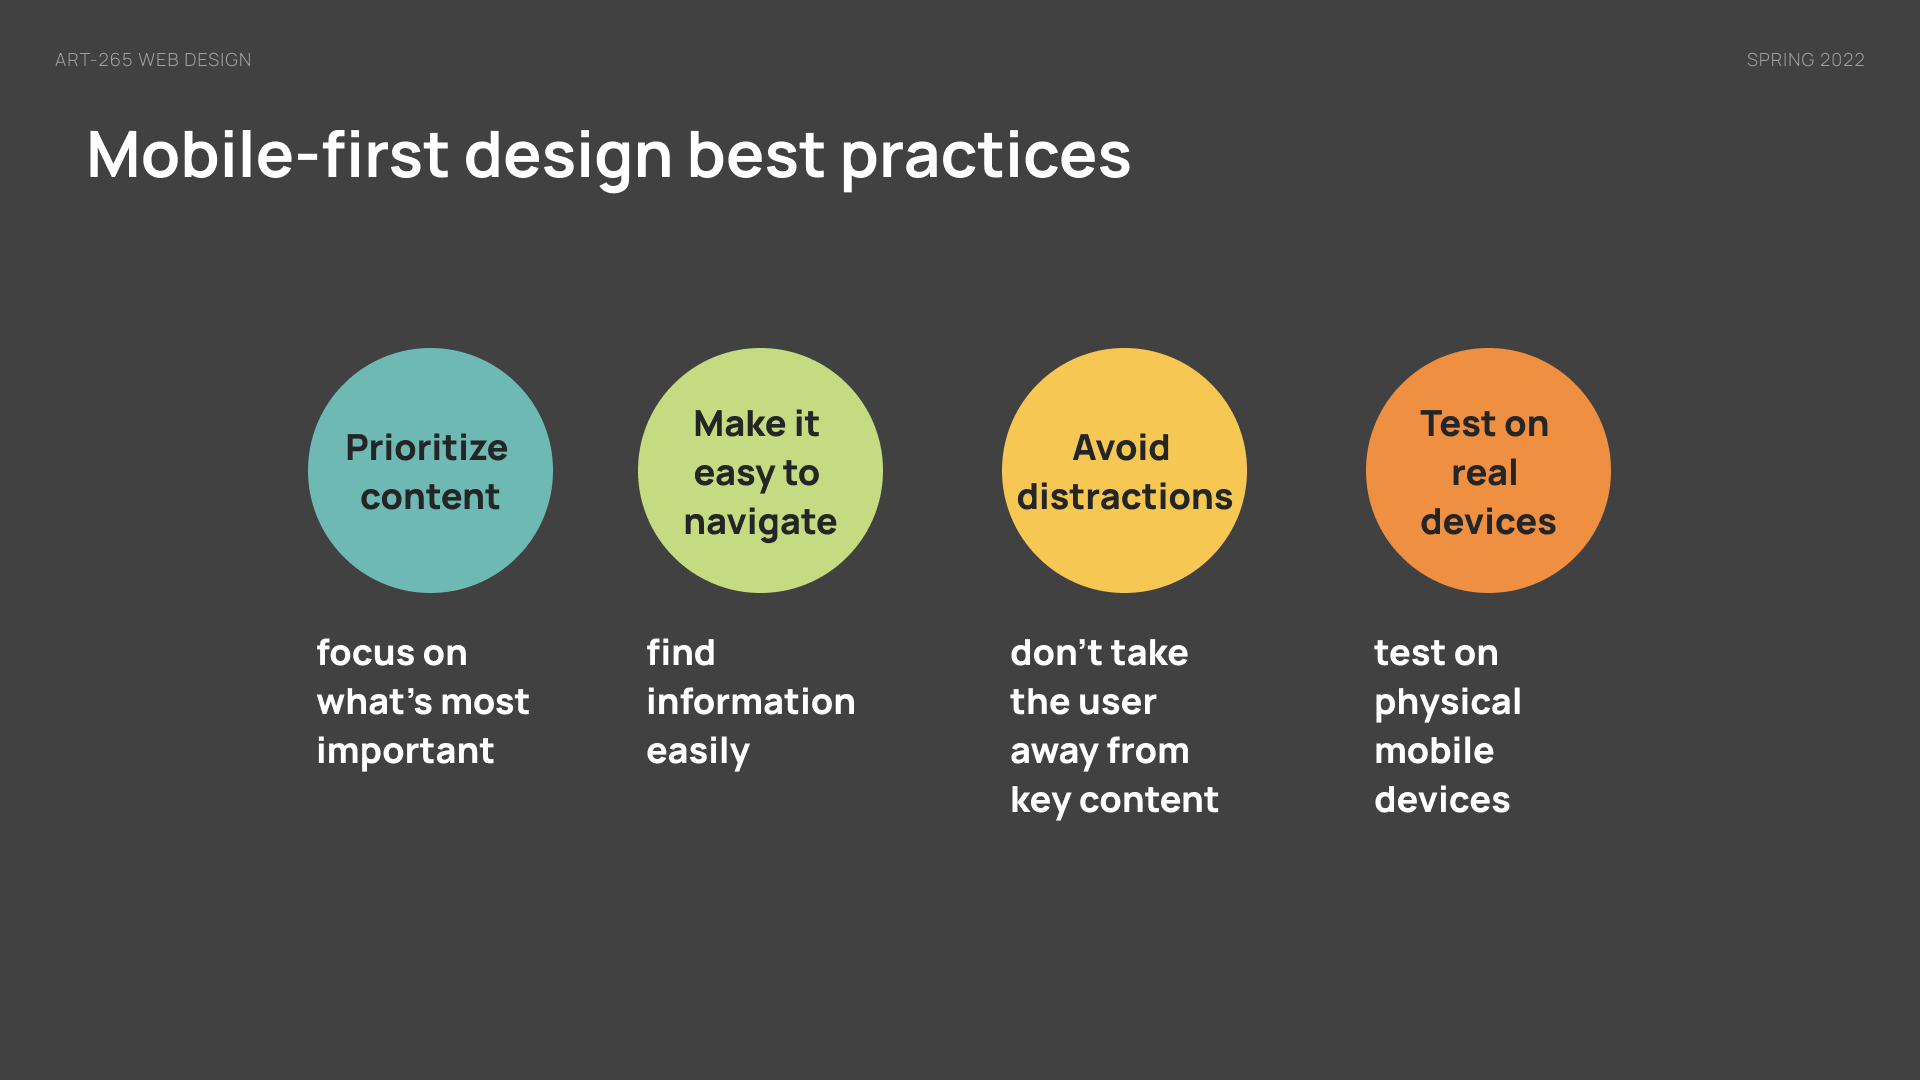 ART-265 WEB DESIGN
SPRING 2022
Mobile-first design best practices
Prioritize
content
Make it
easy to
navigate
Avoid
distractions
Test on
real
devices
focus on
what’s most
important
find
information
easily
don’t take
the user
away from
key content
test on
physical
mobile
devices